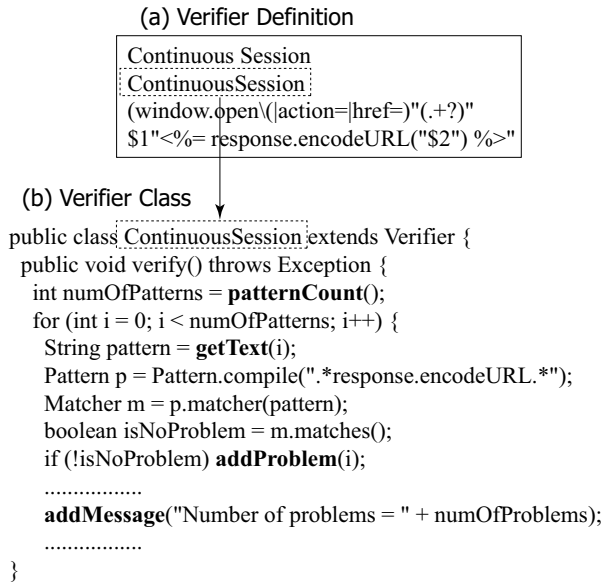 (a) Verifier Definition
Continuous Session
ContinuousSession
(window.open\(|action=|href=)"(.+?)"
$1"<%= response.encodeURL("$2") %>"
(b) Verifier Class
public class ContinuousSession extends Verifier {
public void verify() throws Exception {
int numOfPatterns = patternCount();
for (int i = 0; i < numOfPatterns; i++) {
String pattern = getText(i);
Pattern p = Pattern.compile(".*response.encodeURL.*");
Matcher m = p.matcher(pattern);
boolean isNoProblem = m.matches();
if (!isNoProblem) addProblem(i);
.................
addMessage("Number of problems = " + numOfProblems);
.................
}